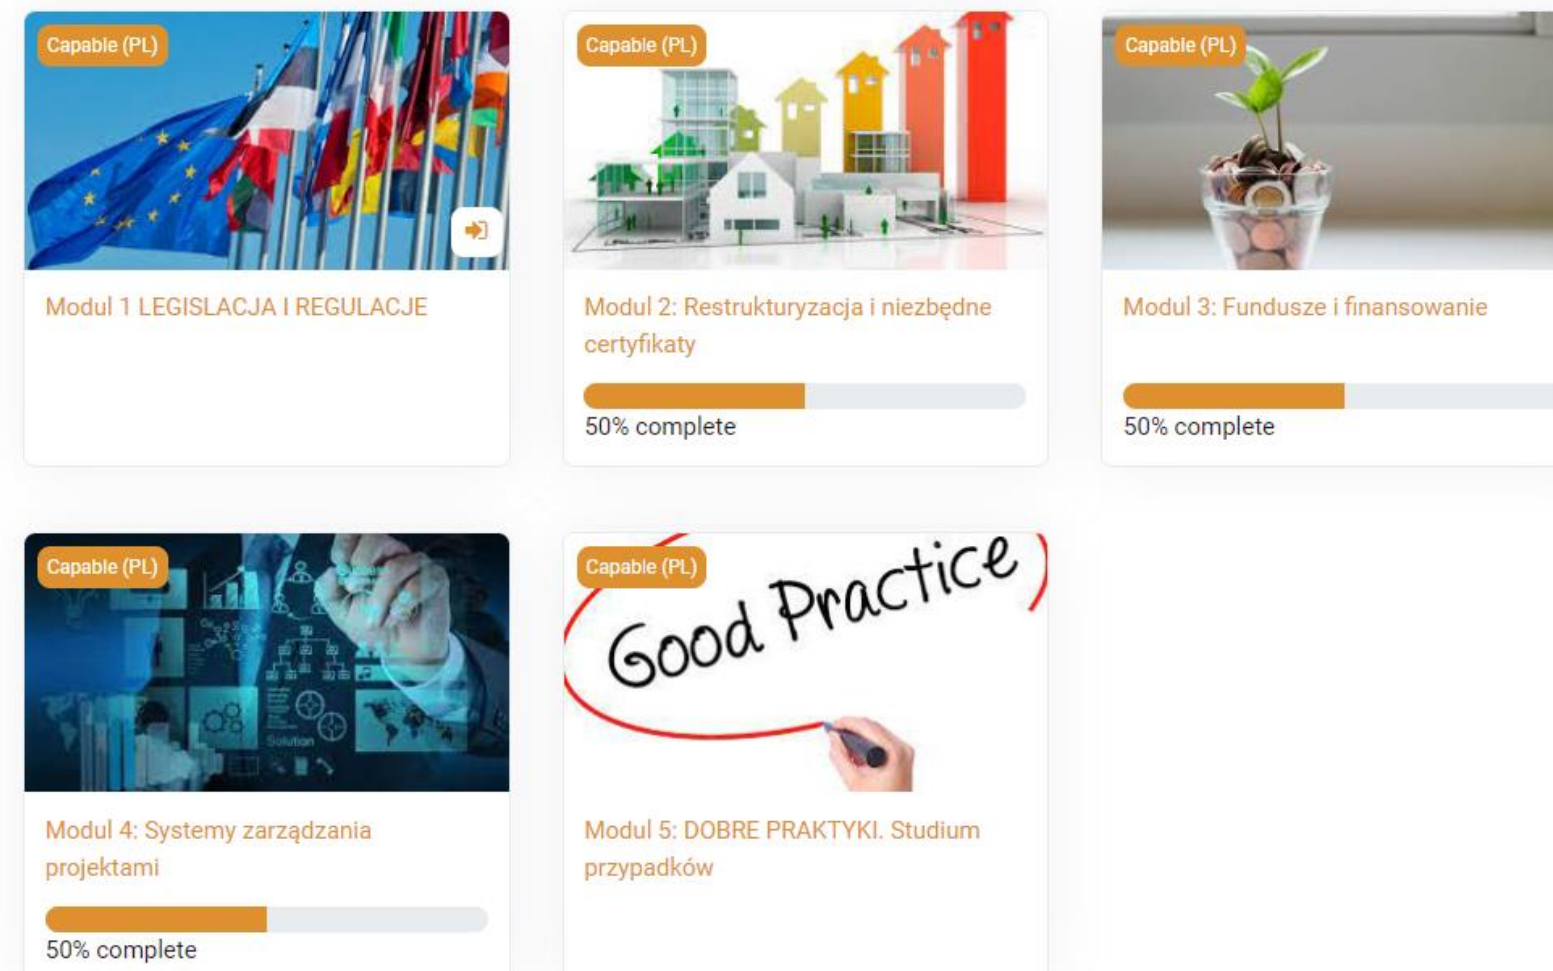 Capable (PL)
Capable (PL)
Capable (PL)
Modul 1 LEGISLACJA I REGULACJE
Modul 2: Restrukturyzacja i niezbędne
certyfikaty
50% complete
Modul 3: Fundusze i finansowanie
50% complete
Capable (PL)
Solution
Capable (PL)
Good Practice
Modul 4: Systemy zarządzania
projektami
50% complete
Modul 5: DOBRE PRAKTYKI. Studium
przypadków